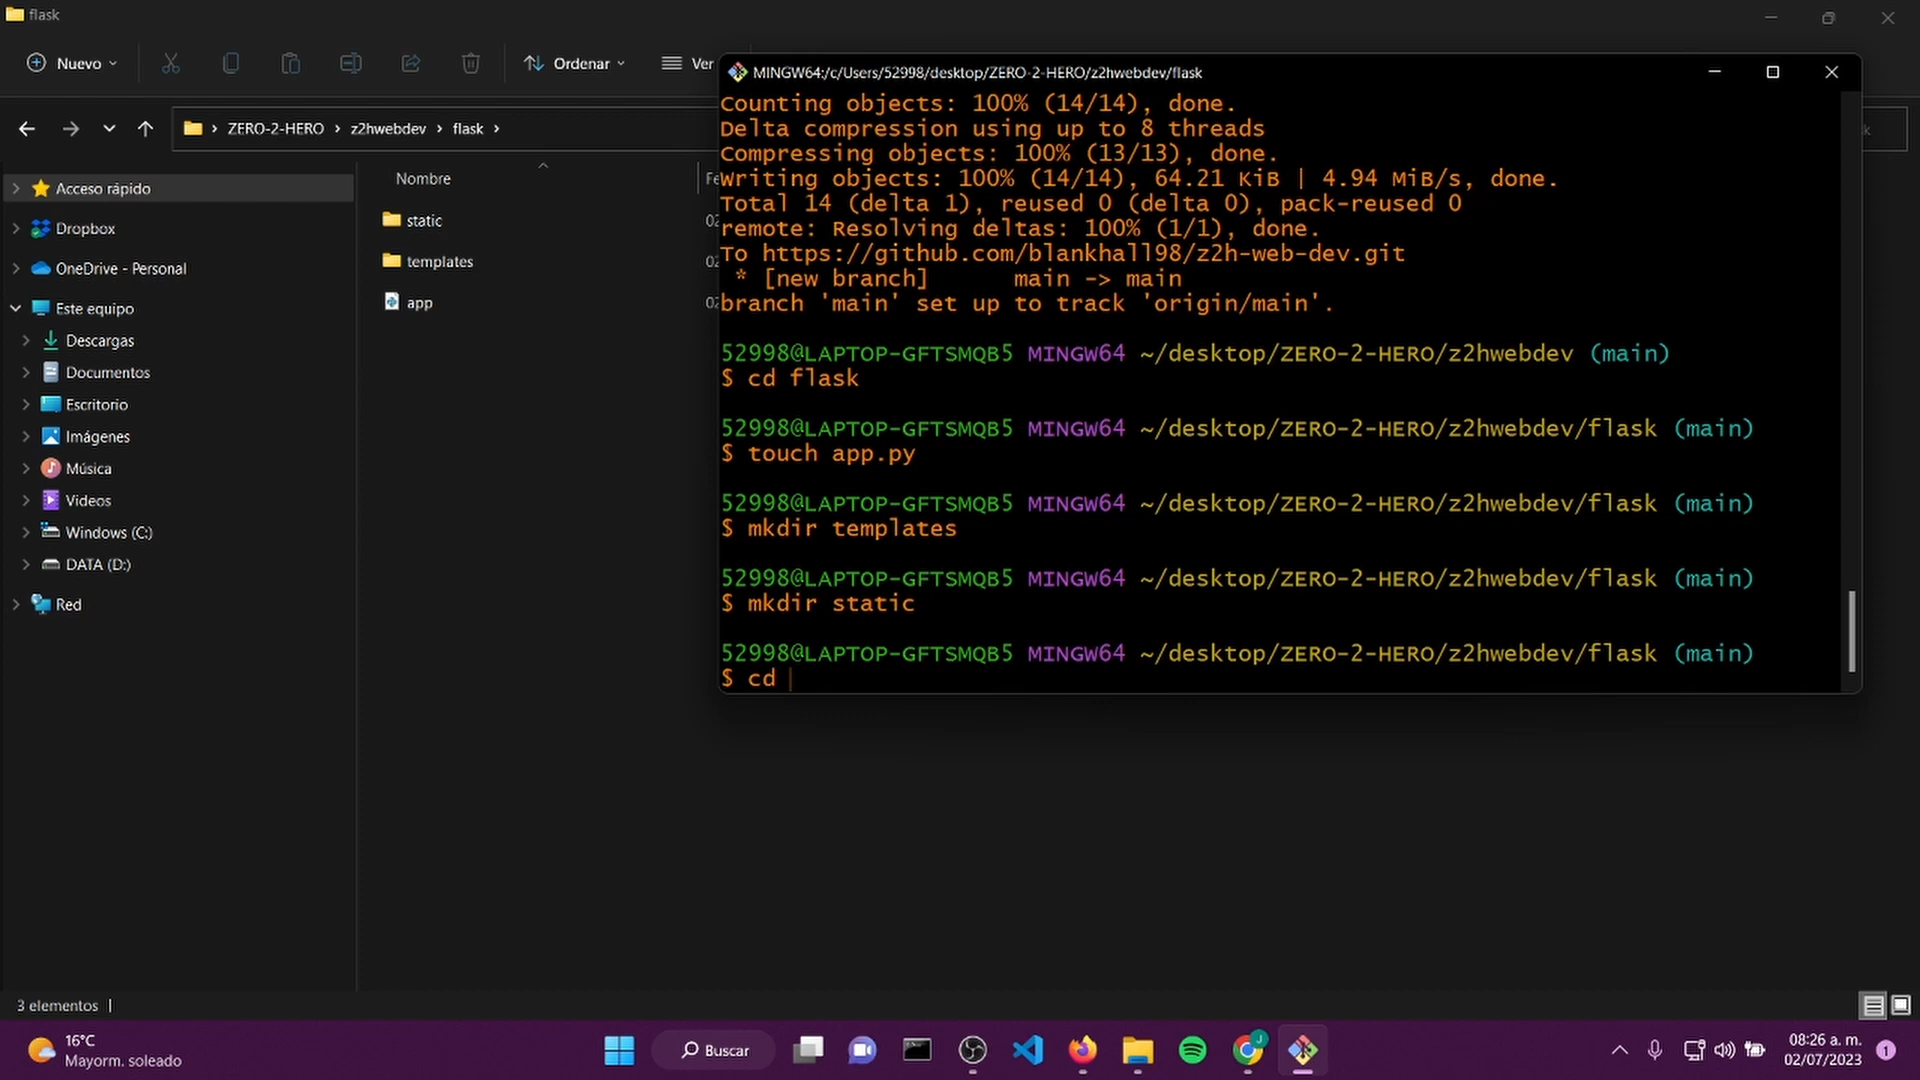 flask
Nuevo
Ordenar
Ver
ZERO-2-HERO > z2hwebdev > flask >
Acceso rápido
Dropbox
OneDrive - Personal
Este equipo
Descargas
Documentos
Escritorio
Imágenes
Música
Videos
Windows (C:)
DATA (D:)
Red
Nombre
Fe
static
02
templates
02
app
02
MINGW64:/c/Users/52998/desktop/ZERO-2-HERO/z2hwebdev/flask
Counting objects: 100% (14/14), done.
Delta compression using up to 8 threads
Compressing objects: 100% (13/13), done.
Writing objects: 100% (14/14), 64.21 KiB | 4.94 MiB/s, done.
Total 14 (delta 1), reused 0 (delta 0), pack-reused 0
remote: Resolving deltas: 100% (1/1), done.
To https://github.com/blankhall98/z2h-web-dev.git
* [new branch] main -> main
branch 'main' set up to track 'origin/main'.
52998@LAPTOP-GFTSMQB5 MINGW64 ~/desktop/ZERO-2-HERO/z2hwebdev (main)
$ cd flask
52998@LAPTOP-GFTSMQB5 MINGW64 ~/desktop/ZERO-2-HERO/z2hwebdev/flask (main)
$ touch app.py
52998@LAPTOP-GFTSMQB5 MINGW64 ~/desktop/ZERO-2-HERO/z2hwebdev/flask (main)
$ mkdir templates
52998@LAPTOP-GFTSMQB5 MINGW64 ~/desktop/ZERO-2-HERO/z2hwebdev/flask (main)
$ mkdir static
52998@LAPTOP-GFTSMQB5 MINGW64 ~/desktop/ZERO-2-HERO/z2hwebdev/flask (main)
$ cd
k
3 elementos
16°C
Mayorm. soleado
Buscar
J
08:26 a. m.
02/07/2023
1